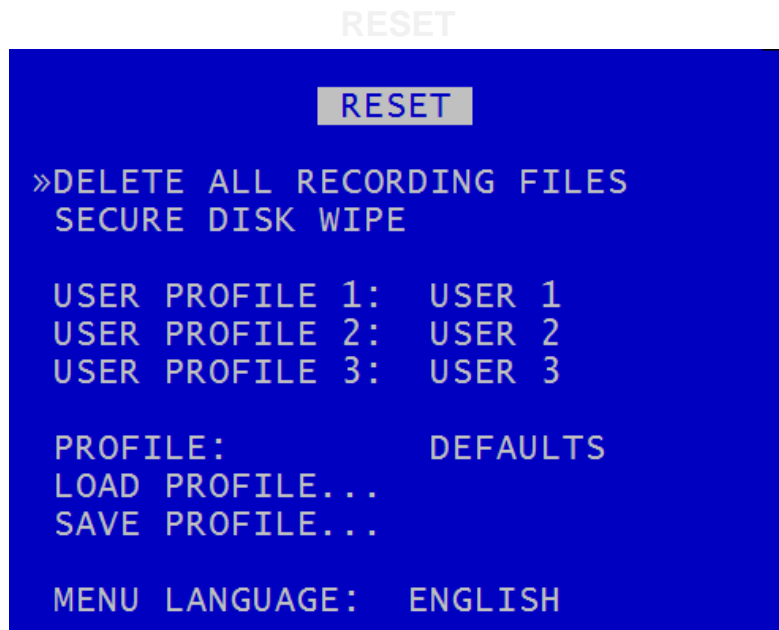 RESET
RESET
»DELETE ALL RECORDING FILES
SECURE DISK WIPE
USER PROFILE 1: USER 1
USER PROFILE 2: USER 2
USER PROFILE 3: USER 3
PROFILE: DEFAULTS
LOAD PROFILE...
SAVE PROFILE...
MENU LANGUAGE: ENGLISH